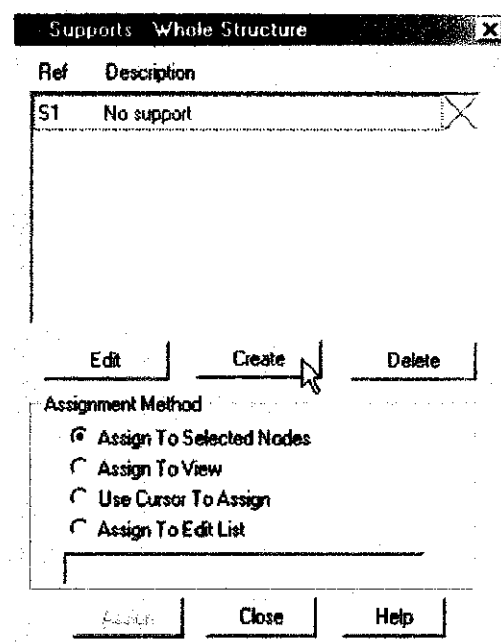 Supports Whole Structure
Ref Description
S1 No support
Edit Create Delete
Assignment Method
Assign To Selected Nodes
Assign To View
Use Cursor To Assign
Assign To Edit List
Assign Close Help